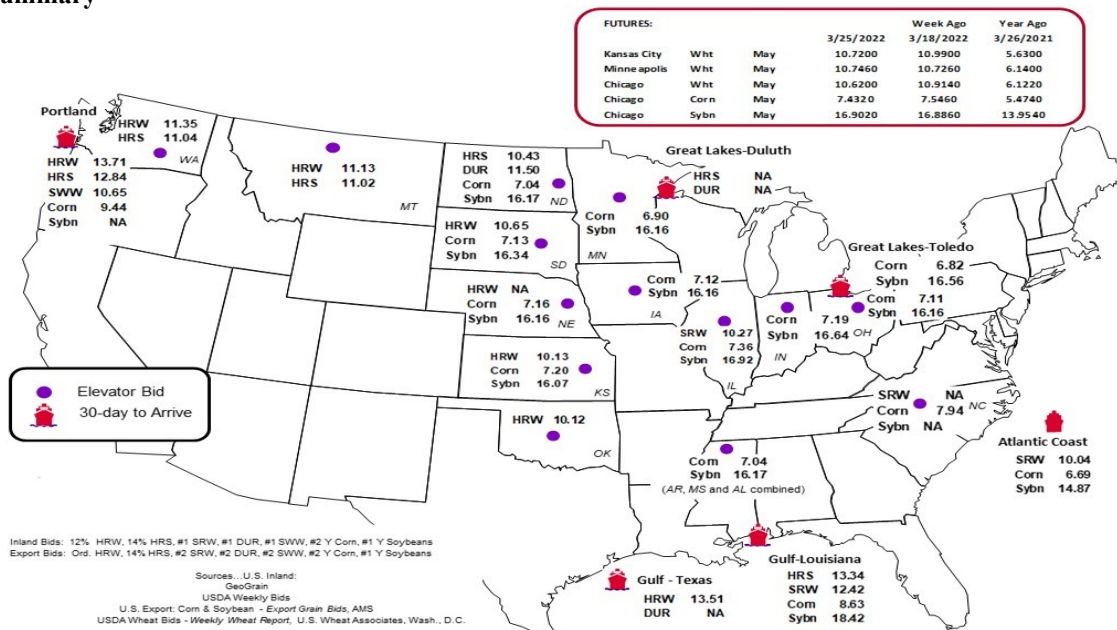 FUTURES: Week Ago Year Ago
3/25/2022 3/18/2022 3/26/2021
Kansas City Wht May 10.7200 10.9900 5.6300
Minneapolis Wht May 10.7460 10.7260 6.1400
Chicago Wht May 10.6200 10.9140 6.1220
Chicago Corn May 7.4320 7.5460 5.4740
Chicago Sybn May 16.9020 16.8860 13.9540
Portland
HRW 13.71
HRS 12.84
SWW 10.65
Corn 9.44
Sybn NA
HRW 11.35
HRS 11.04
WA
HRW 11.13
HRS 11.02
MT
HRS 10.43
DUR 11.50
Corn 7.04
Sybn 16.17
ND
HRW 10.65
Corn 7.13
Sybn 16.34
SD
HRW NA
Corn 7.16
Sybn 16.16
NE
HRW 10.13
Corn 7.20
Sybn 16.07
KS
HRW 10.12
OK
Great Lakes-Duluth
HRS NA
DUR NA
Corn 6.90
Sybn 16.16
MN
Corn 7.12
Sybn 16.16
IA
SRW 10.27
Corn 7.36
Sybn 16.92
IL
Corn 7.19
Sybn 16.64
IN
Great Lakes-Toledo
Corn 6.82
Sybn 16.56
Corn 7.11
Sybn 16.16
OH
SRW NA
Corn 7.94
Sybn NA
NC
Atlantic Coast
SRW 10.04
Corn 6.69
Sybn 14.87
Corn 7.04
Sybn 16.17
(AR, MS and AL combined)
Gulf-Louisiana
HRS 13.34
SRW 12.42
Corn 8.63
Sybn 18.42
Gulf - Texas
HRW 13.51
DUR NA
Elevator Bid
30-day to Arrive
Inland Bids: 12% HRW, 14% HRS, #1 SRW, #1 DUR, #1 SWW, #2 Y Corn, #1 Y Soybeans
Export Bids: Ord. HRW, 14% HRS, #2 SRW, #2 DUR, #2 SWW, #2 Y Corn, #1 Y Soybeans
Sources...U.S. Inland:
GeoGrain
USDA Weekly Bids
U.S. Export: Corn & Soybean - Export Grain Bids, AMS
USDA Wheat Bids - Weekly Wheat Report, U.S. Wheat Associates, Wash., D.C.